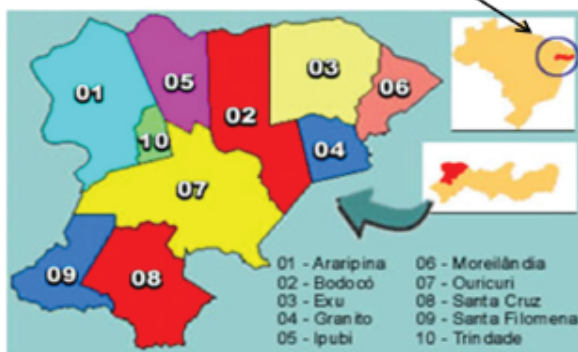 05
03
01
06
02
10
04
07
09
08
01 - Araripina
02 - Bodocó
03 - Exu
04 - Granito
05 - Ipubi
06 - Moreilândia
07 - Ouricuri
08 - Santa Cruz
09 - Santa Filomena
10 - Trindade